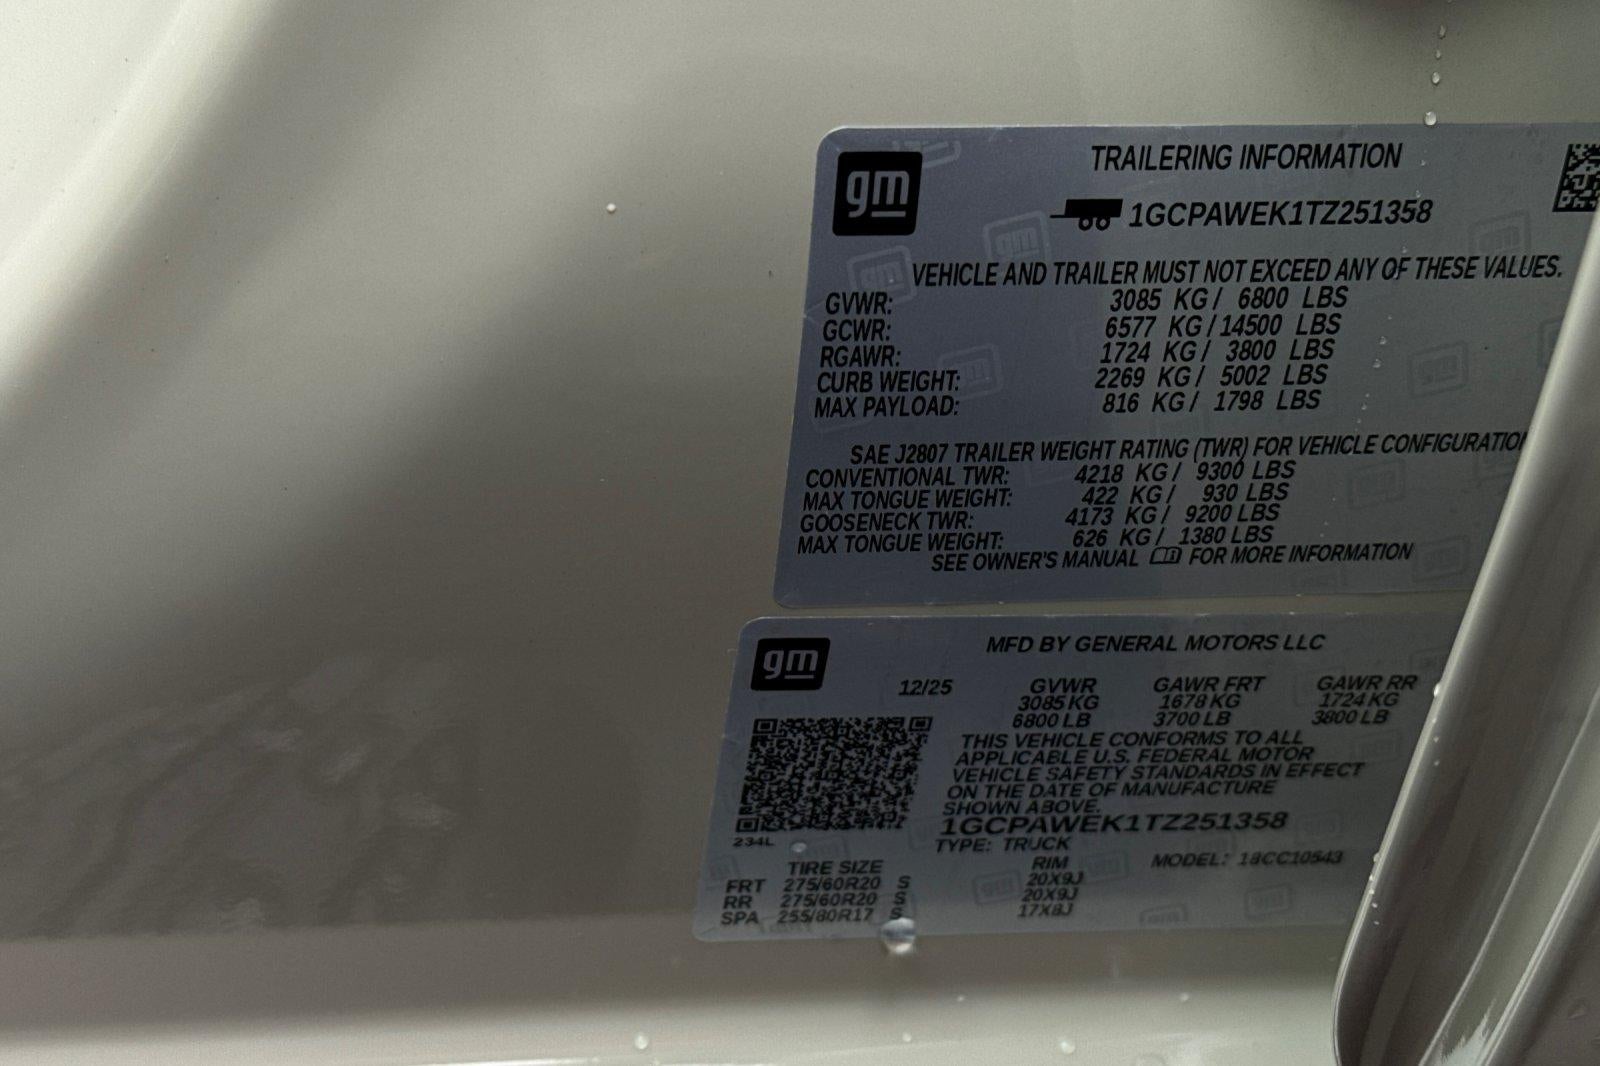 gm
TRAILERING INFORMATION
1GCPAWEK1TZ251358
VEHICLE AND TRAILER MUST NOT EXCEED ANY OF THESE VALUES.
GVWR: 3085 KG / 6800 LBS
GCWR: 6577 KG / 14500 LBS
RGAWR: 1724 KG / 3800 LBS
CURB WEIGHT: 2269 KG / 5002 LBS
MAX PAYLOAD: 816 KG / 1798 LBS
SAE J2807 TRAILER WEIGHT RATING (TWR) FOR VEHICLE CONFIGURATION
CONVENTIONAL TWR: 4218 KG / 9300 LBS
MAX TONGUE WEIGHT: 422 KG / 930 LBS
GOOSENECK TWR: 4173 KG / 9200 LBS
MAX TONGUE WEIGHT: 626 KG / 1380 LBS
SEE OWNER'S MANUAL FOR MORE INFORMATION
gm
MFD BY GENERAL MOTORS LLC
12/25 GVWR GAWR FRT GAWR RR
3085 KG 1678 KG 1724 KG
6800 LB 3700 LB 3800 LB
THIS VEHICLE CONFORMS TO ALL
APPLICABLE U.S. FEDERAL MOTOR
VEHICLE SAFETY STANDARDS IN EFFECT
ON THE DATE OF MANUFACTURE
SHOWN ABOVE.
1GCPAWEK1TZ251358
234L
TYPE: TRUCK
MODEL: 18CC10543
TIRE SIZE RIM
FRT 275/60R20 S 20X9J
RR 275/60R20 S 20X9J
SPA 255/80R17 S 17X8J